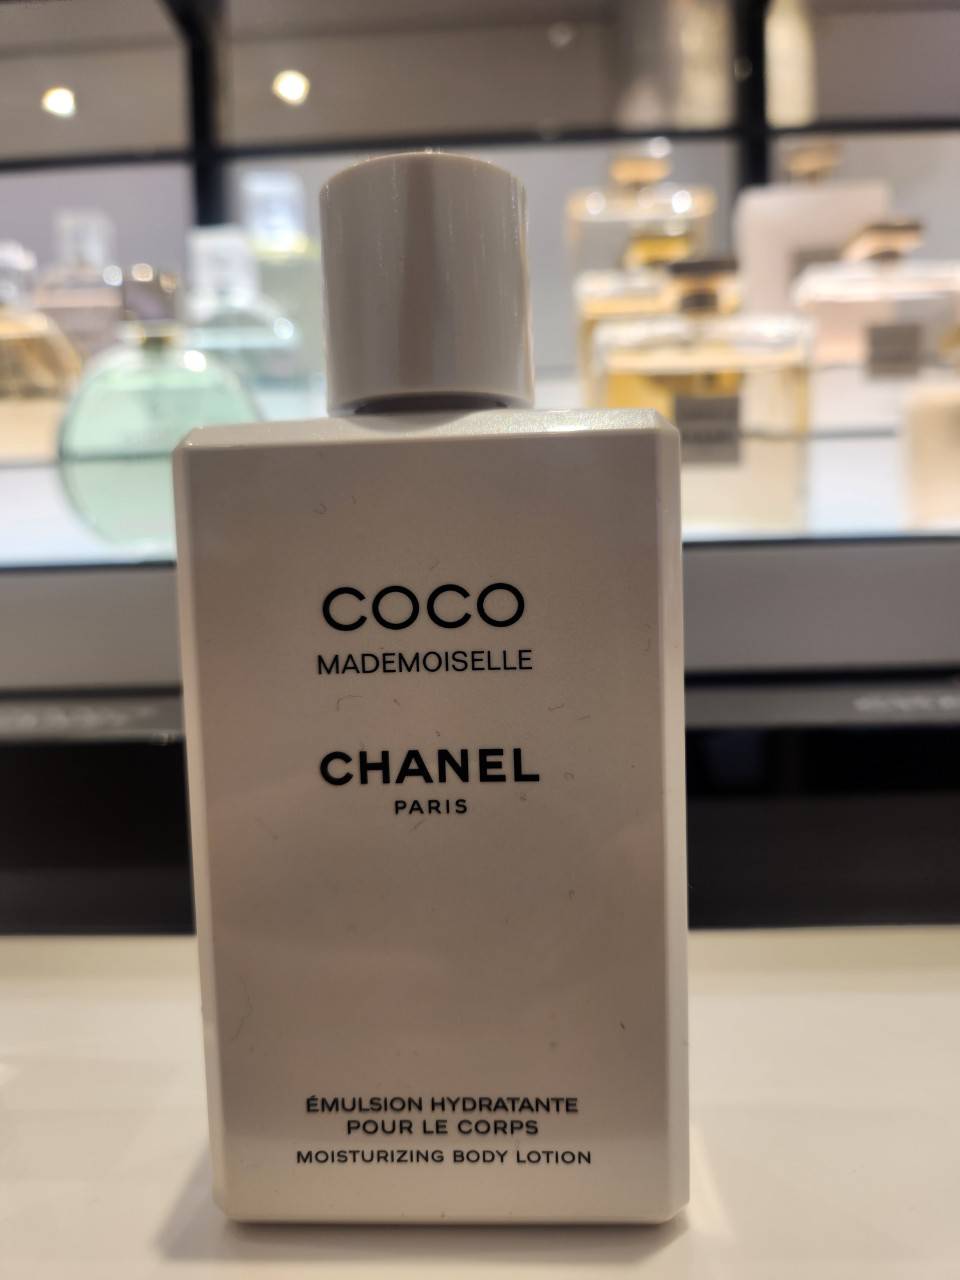 COCO
MADEMOISELLE
CHANEL
PARIS
ÉMULSION HYDRATANTE
POUR LE CORPS
MOISTURIZING BODY LOTION